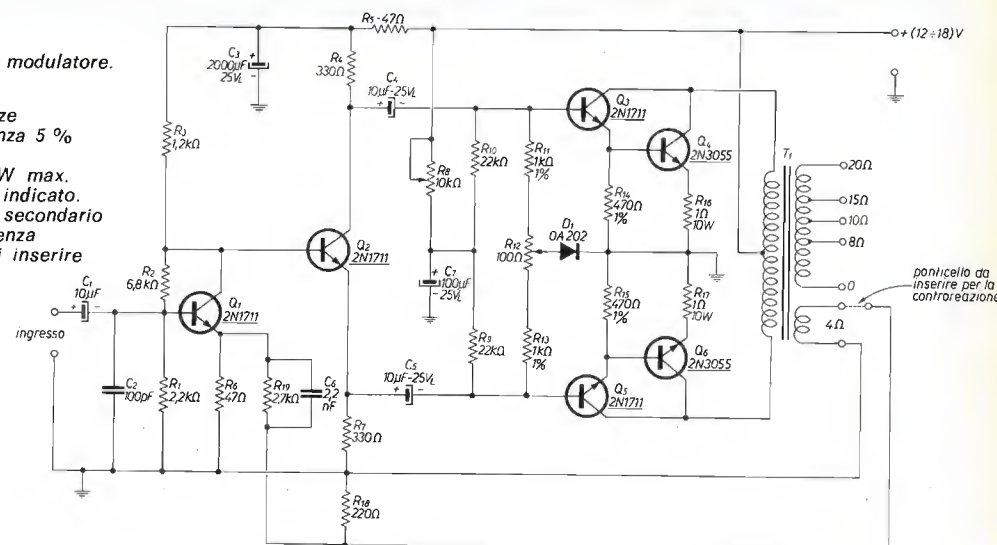 modulatore.
ze
nza 5 %
W max.
indicato.
secondario
enza
i inserire
R5-47Ω
C3
2000µF
25VL
R4
330Ω
C4
10µF-25VL
+(12÷18)V
R3
1,2kΩ
R8
10kΩ
R10
22kΩ
R11
1kΩ
1%
Q3
2N1711
Q4
2N3055
R14
470Ω
1%
R16
1Ω
10W
T1
20Ω
15Ω
10Ω
8Ω
0
4Ω
ponticello da
inserire per la
controreazione
Q2
2N1711
R12
100Ω
D1
OA202
C7
100µF
-25VL
R2
6,8kΩ
C1
10µF
ingresso
Q1
2N1711
R9
22kΩ
R13
1kΩ
1%
R15
470Ω
1%
R17
1Ω
10W
Q6
2N3055
Q5
2N1711
C5
10µF-25VL
C2
100pF
R1
2,2kΩ
R6
47Ω
R19
2,7kΩ
C6
2,2
nF
R7
330Ω
R18
220Ω